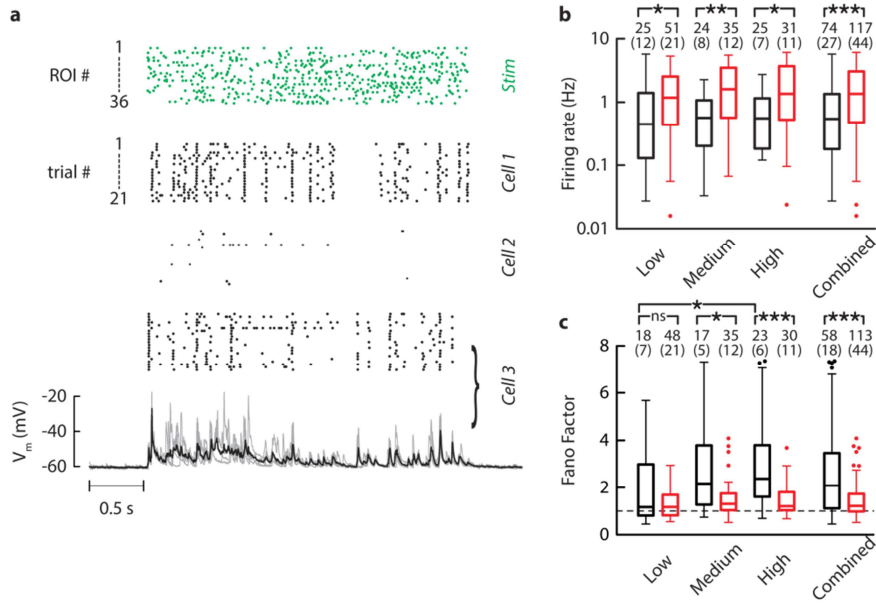 a
1
ROI #
36
Stim
1
trial #
21
Cell 1
Cell 2
Cell 3
-20
-40
-60
Vm (mV)
0.5 s
b
* ** * ***
25 51 24 35 25 31 74 117
(12) (21) (8) (12) (7) (11) (27) (44)
10
1
0.1
0.01
Firing rate (Hz)
Low Medium High Combined
c
*
ns * *** ***
18 48 17 35 23 30 58 113
(7) (21) (5) (12) (6) (11) (18) (44)
8
6
4
2
0
Fano Factor
Low Medium High Combined